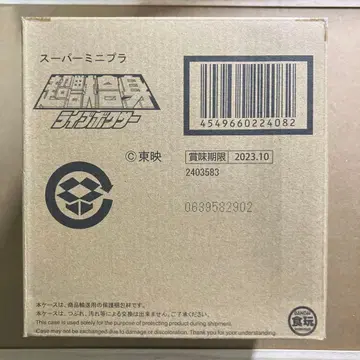 スーパーミニプラ
超獣合身
ライブボクサー
4549660224082
©東映
賞味期限 2023.10
2403583
0639582902
本ケースは、商品輸送用の保護梱包材です。
本ケースは、つぶれ、汚れ等による交換は出来ません。ご了承ください。
This case is used solely for the purpose of protecting product during shipment.
Case may not be exchanged due to damage or discoloration. Thank you for your understanding.
BANDAI
食玩